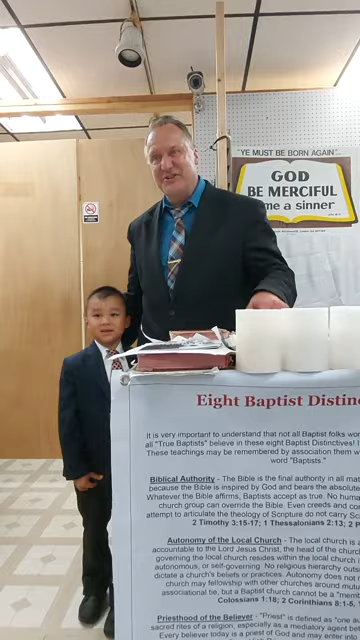 "YE MUST BE BORN AGAIN"
GOD
BE MERCIFUL
me a sinner
Eight Baptist Distinc
It is very important to understand that not all Baptist folks wor
all "True Baptists" believe in these eight Baptist Distinctives!
These teachings may be remembered by association them w
word "Baptists."
Biblical Authority - The Bible is the final authority in all mat
because the Bible is inspired by God and bears the absolute
Whatever the Bible affirms, Baptists accept as true. No human
church group can override the Bible. Even creeds and con
attempt to articulate the theology of Scripture do not carry Sc
2 Timothy 3:15-17; 1 Thessalonians 2:13; 2 P
Autonomy of the Local Church - The local church is a
accountable to the Lord Jesus Christ, the head of the church
governing the local church resides within the local church
autonomous, or self-governing. No religious hierarchy outs
dictate a church's beliefs or practices. Autonomy does not m
church may fellowship with other churches around mutu
associational tie, but a Baptist church cannot be a "memb
Colossians 1:18; 2 Corinthians 8:1-5,
Priesthood of the Believer - "Priest" is defined as "one au
sacred rites of a religion, especially as a mediatory agent be
Every believer today is a priest of God and may enter